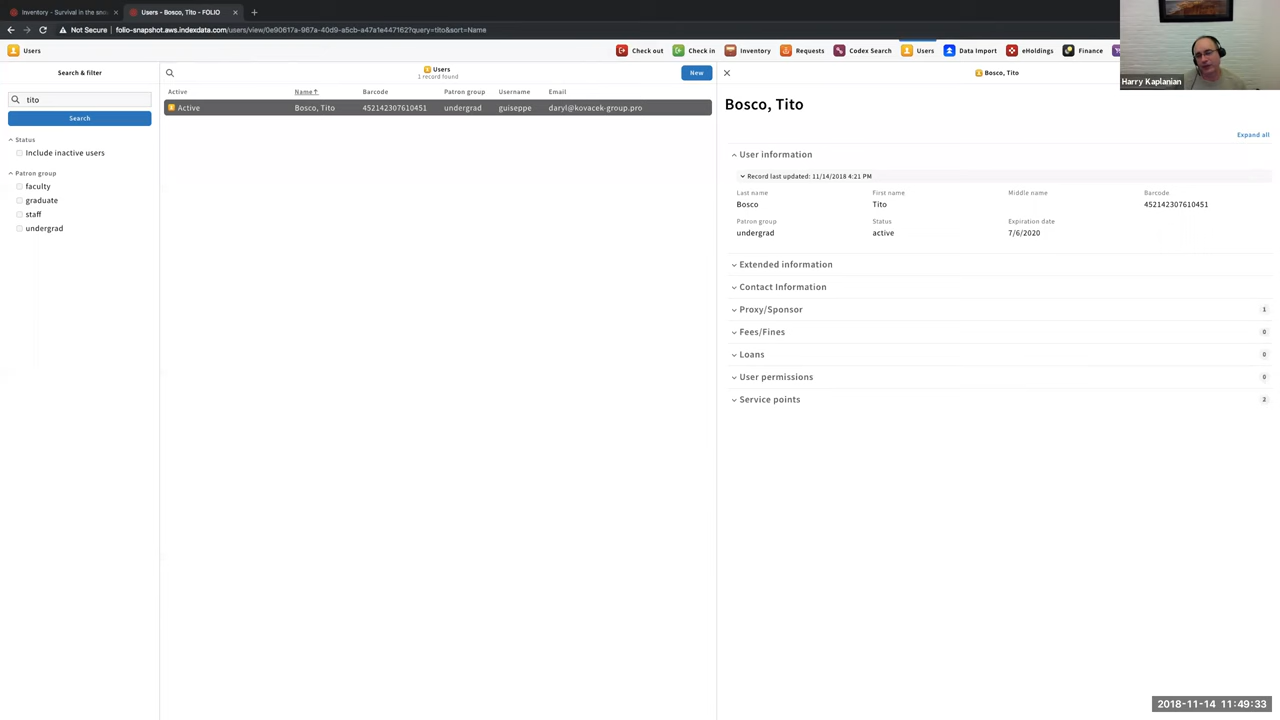 Inventory - Survival in the sne
Users - Bosco, Tito - FOLIO
Not Secure folio-snapshot.aws.indexdata.com/users/view/0e90617a-967a-40d9-a5cb-a47a1e447162?query=tito&sort=Name
Users
Check out
Check in
Inventory
Requests
Codex Search
Users
Data Import
eHoldings
Finance
Harry Kaplanian
Search & filter
tito
Search
Status
Include inactive users
Patron group
faculty
graduate
staff
undergrad
Users
1 record found
New
Active Name Barcode Patron group Username Email
Active Bosco, Tito 452142307610451 undergrad guiseppe daryl@kovacek-group.pro
Bosco, Tito
Bosco, Tito
Expand all
User information
Record last updated: 11/14/2018 4:21 PM
Last name First name Middle name Barcode
Bosco Tito 452142307610451
Patron group Status Expiration date
undergrad active 7/6/2020
Extended information
Contact Information
Proxy/Sponsor 1
Fees/Fines 0
Loans 0
User permissions 0
Service points 2
2018-11-14 11:49:33